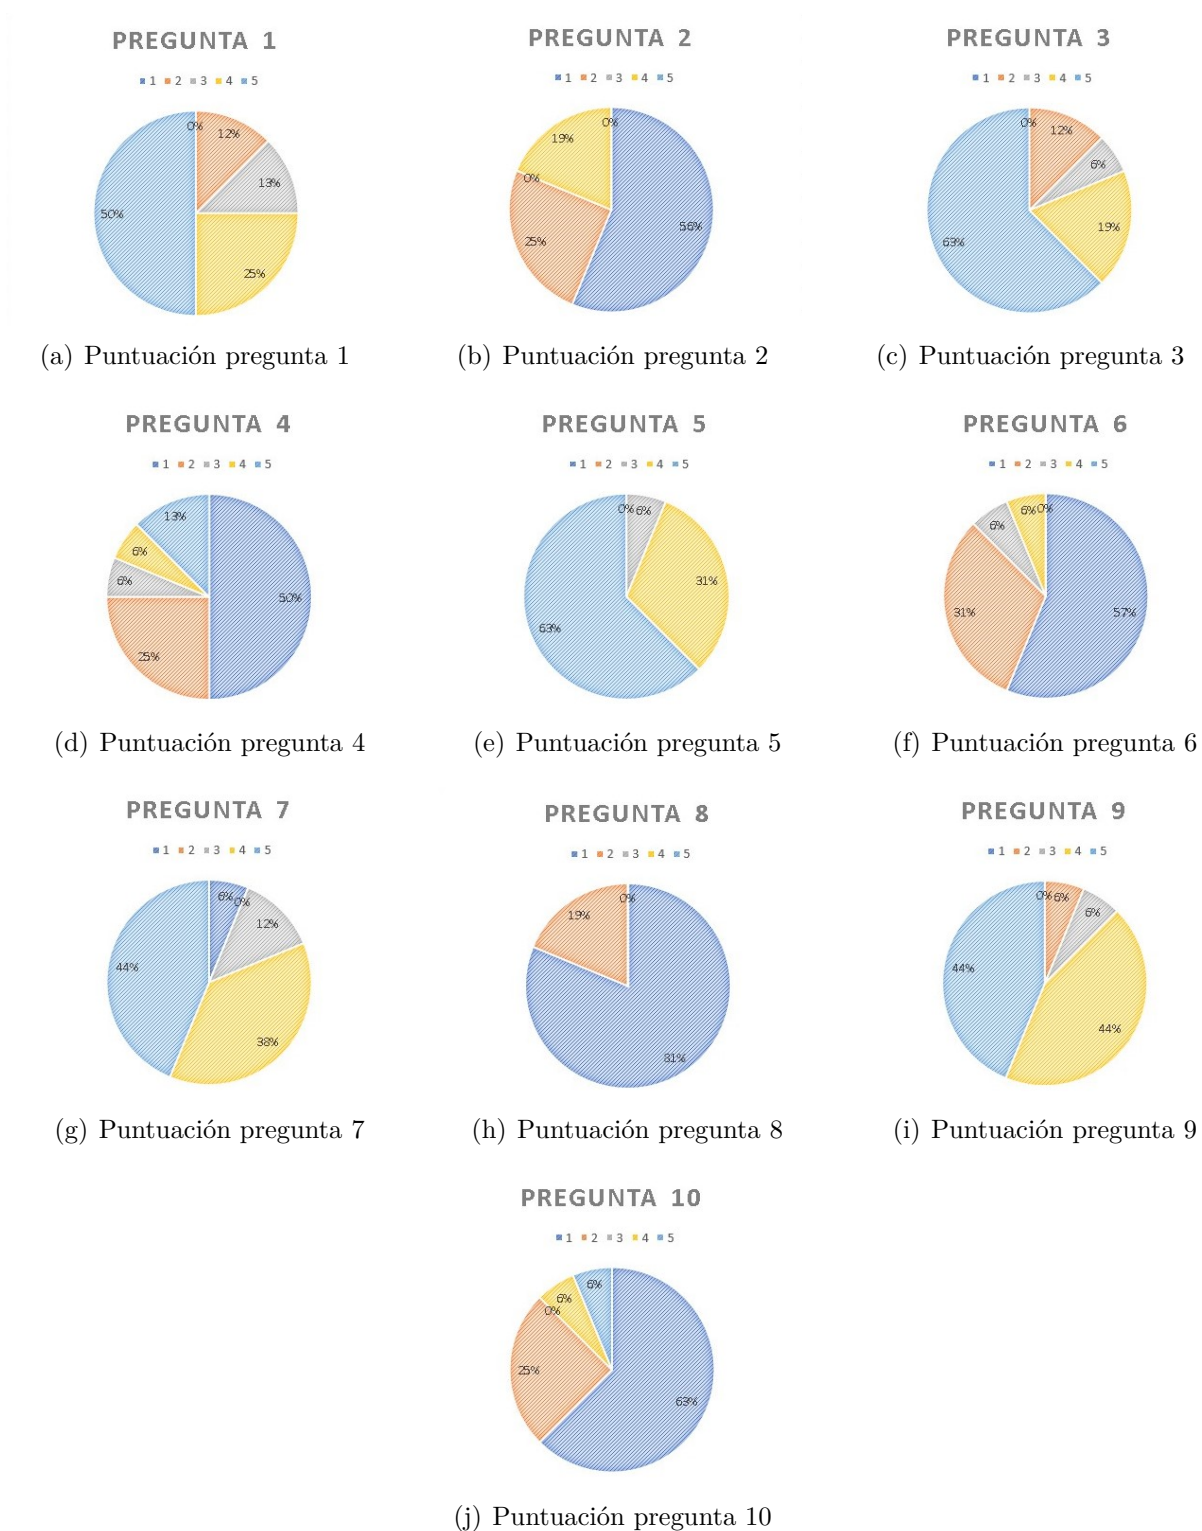 PREGUNTA 1
1 2 3 4 5
0% 12% 13% 25% 50%
(a) Puntuación pregunta 1
PREGUNTA 2
1 2 3 4 5
0% 19% 0% 25% 56%
(b) Puntuación pregunta 2
PREGUNTA 3
1 2 3 4 5
0% 12% 6% 19% 63%
(c) Puntuación pregunta 3
PREGUNTA 4
1 2 3 4 5
13% 6% 6% 25% 50%
(d) Puntuación pregunta 4
PREGUNTA 5
1 2 3 4 5
0% 6% 31% 63%
(e) Puntuación pregunta 5
PREGUNTA 6
1 2 3 4 5
6% 6% 0% 31% 57%
(f) Puntuación pregunta 6
PREGUNTA 7
1 2 3 4 5
6% 0% 12% 44% 38%
(g) Puntuación pregunta 7
PREGUNTA 8
1 2 3 4 5
0% 19% 81%
(h) Puntuación pregunta 8
PREGUNTA 9
1 2 3 4 5
0% 6% 6% 44% 44%
(i) Puntuación pregunta 9
PREGUNTA 10
1 2 3 4 5
6% 6% 0% 25% 63%
(j) Puntuación pregunta 10